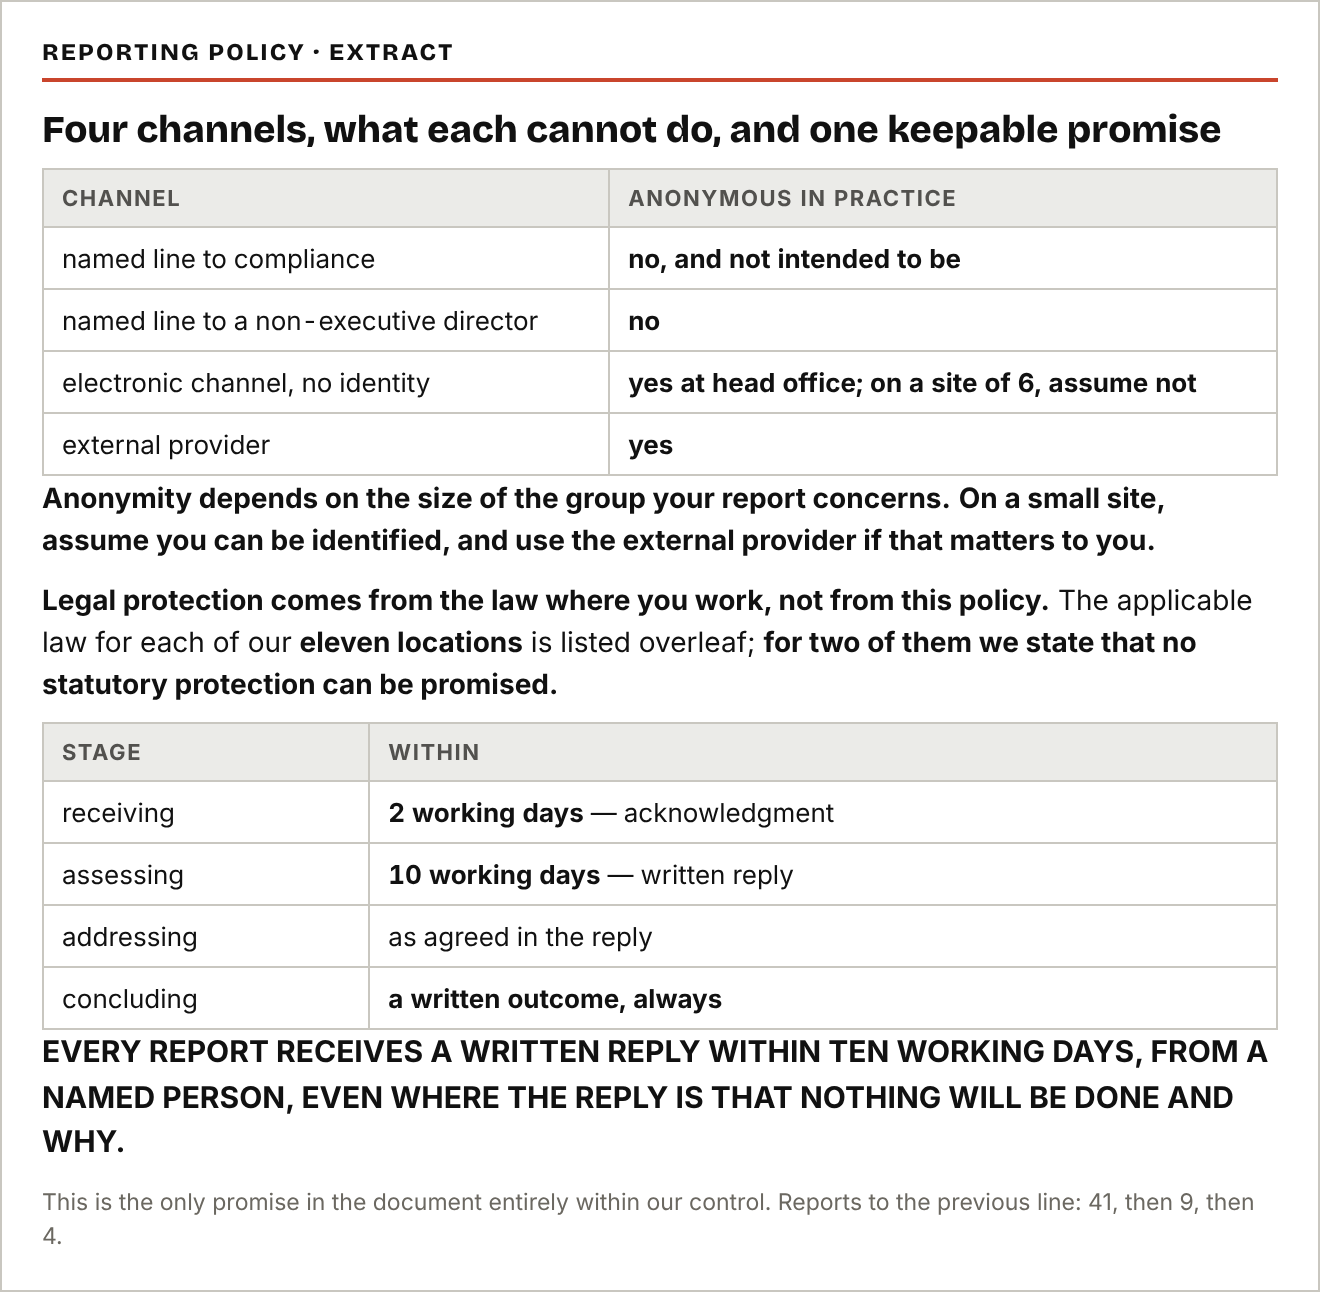 REPORTING POLICY · EXTRACT
Four channels, what each cannot do, and one keepable promise
CHANNEL ANONYMOUS IN PRACTICE
named line to compliance no, and not intended to be
named line to a non-executive director no
electronic channel, no identity yes at head office; on a site of 6, assume not
external provider yes
Anonymity depends on the size of the group your report concerns. On a small site,
assume you can be identified, and use the external provider if that matters to you.
Legal protection comes from the law where you work, not from this policy. The applicable
law for each of our eleven locations is listed overleaf; for two of them we state that no
statutory protection can be promised.
STAGE WITHIN
receiving 2 working days — acknowledgment
assessing 10 working days — written reply
addressing as agreed in the reply
concluding a written outcome, always
EVERY REPORT RECEIVES A WRITTEN REPLY WITHIN TEN WORKING DAYS, FROM A
NAMED PERSON, EVEN WHERE THE REPLY IS THAT NOTHING WILL BE DONE AND
WHY.
This is the only promise in the document entirely within our control. Reports to the previous line: 41, then 9, then
4.